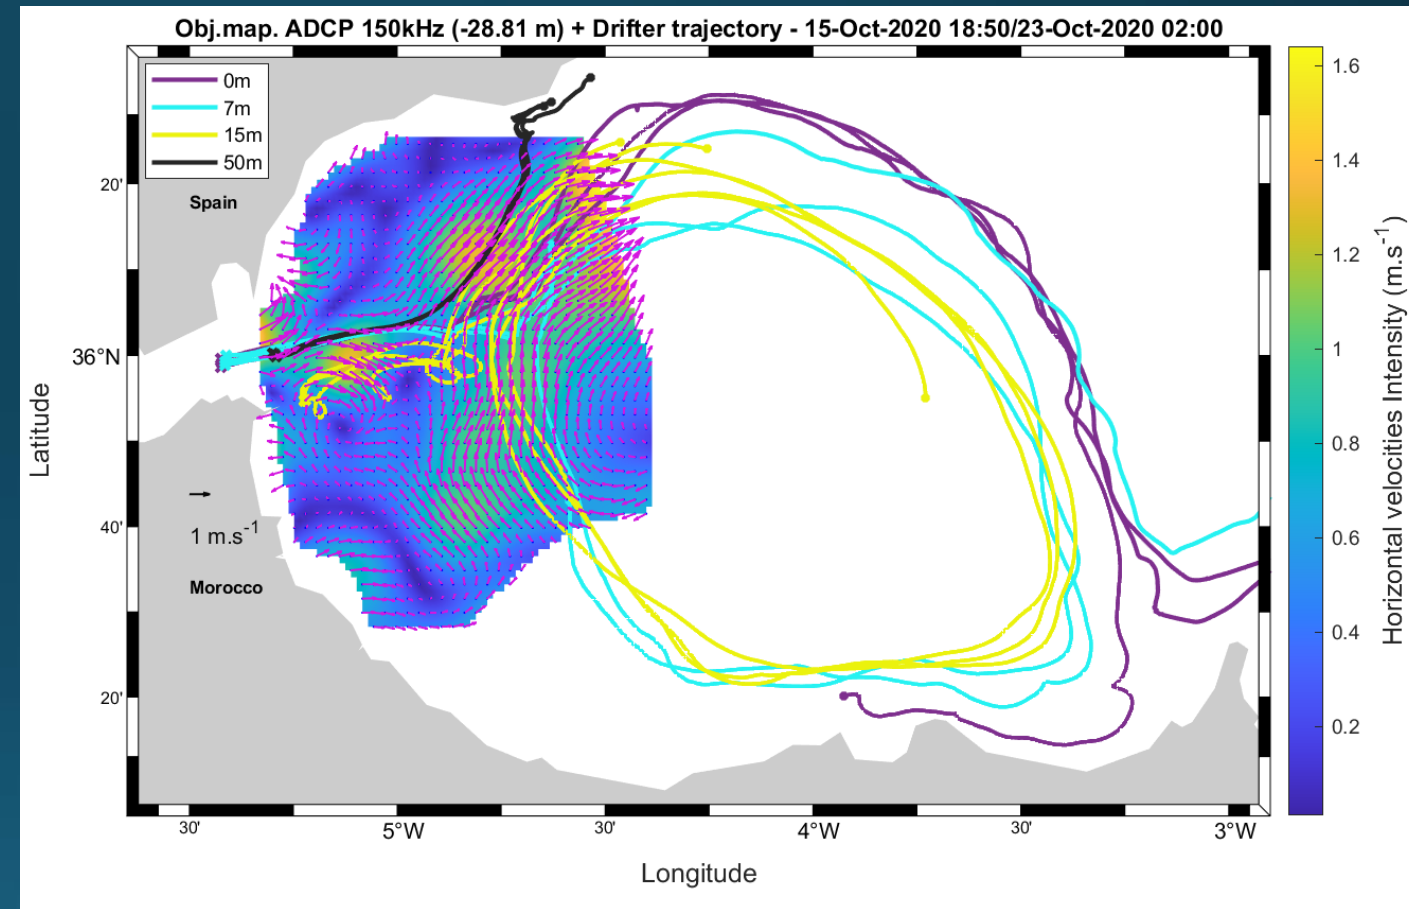 Obj.map. ADCP 150kHz (-28.81 m) + Drifter trajectory - 15-Oct-2020 18:50/23-Oct-2020 02:00
0m
7m
15m
50m
Spain
Morocco
1 m.s-1
Latitude
20'
36°N
40'
20'
30'
5°W
30'
4°W
30'
3°W
Longitude
1.6
1.4
1.2
1
0.8
0.6
0.4
0.2
Horizontal velocities Intensity (m.s-1)